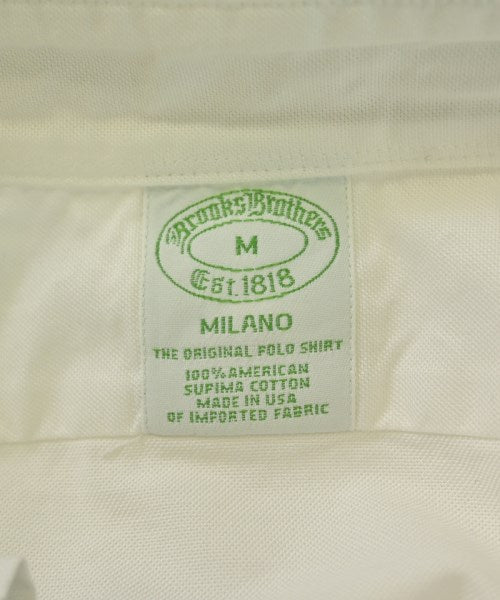 Brooks Brothers
M
Est. 1818
MILANO
THE ORIGINAL POLO SHIRT
100% AMERICAN
SUPIMA COTTON
MADE IN USA
OF IMPORTED FABRIC